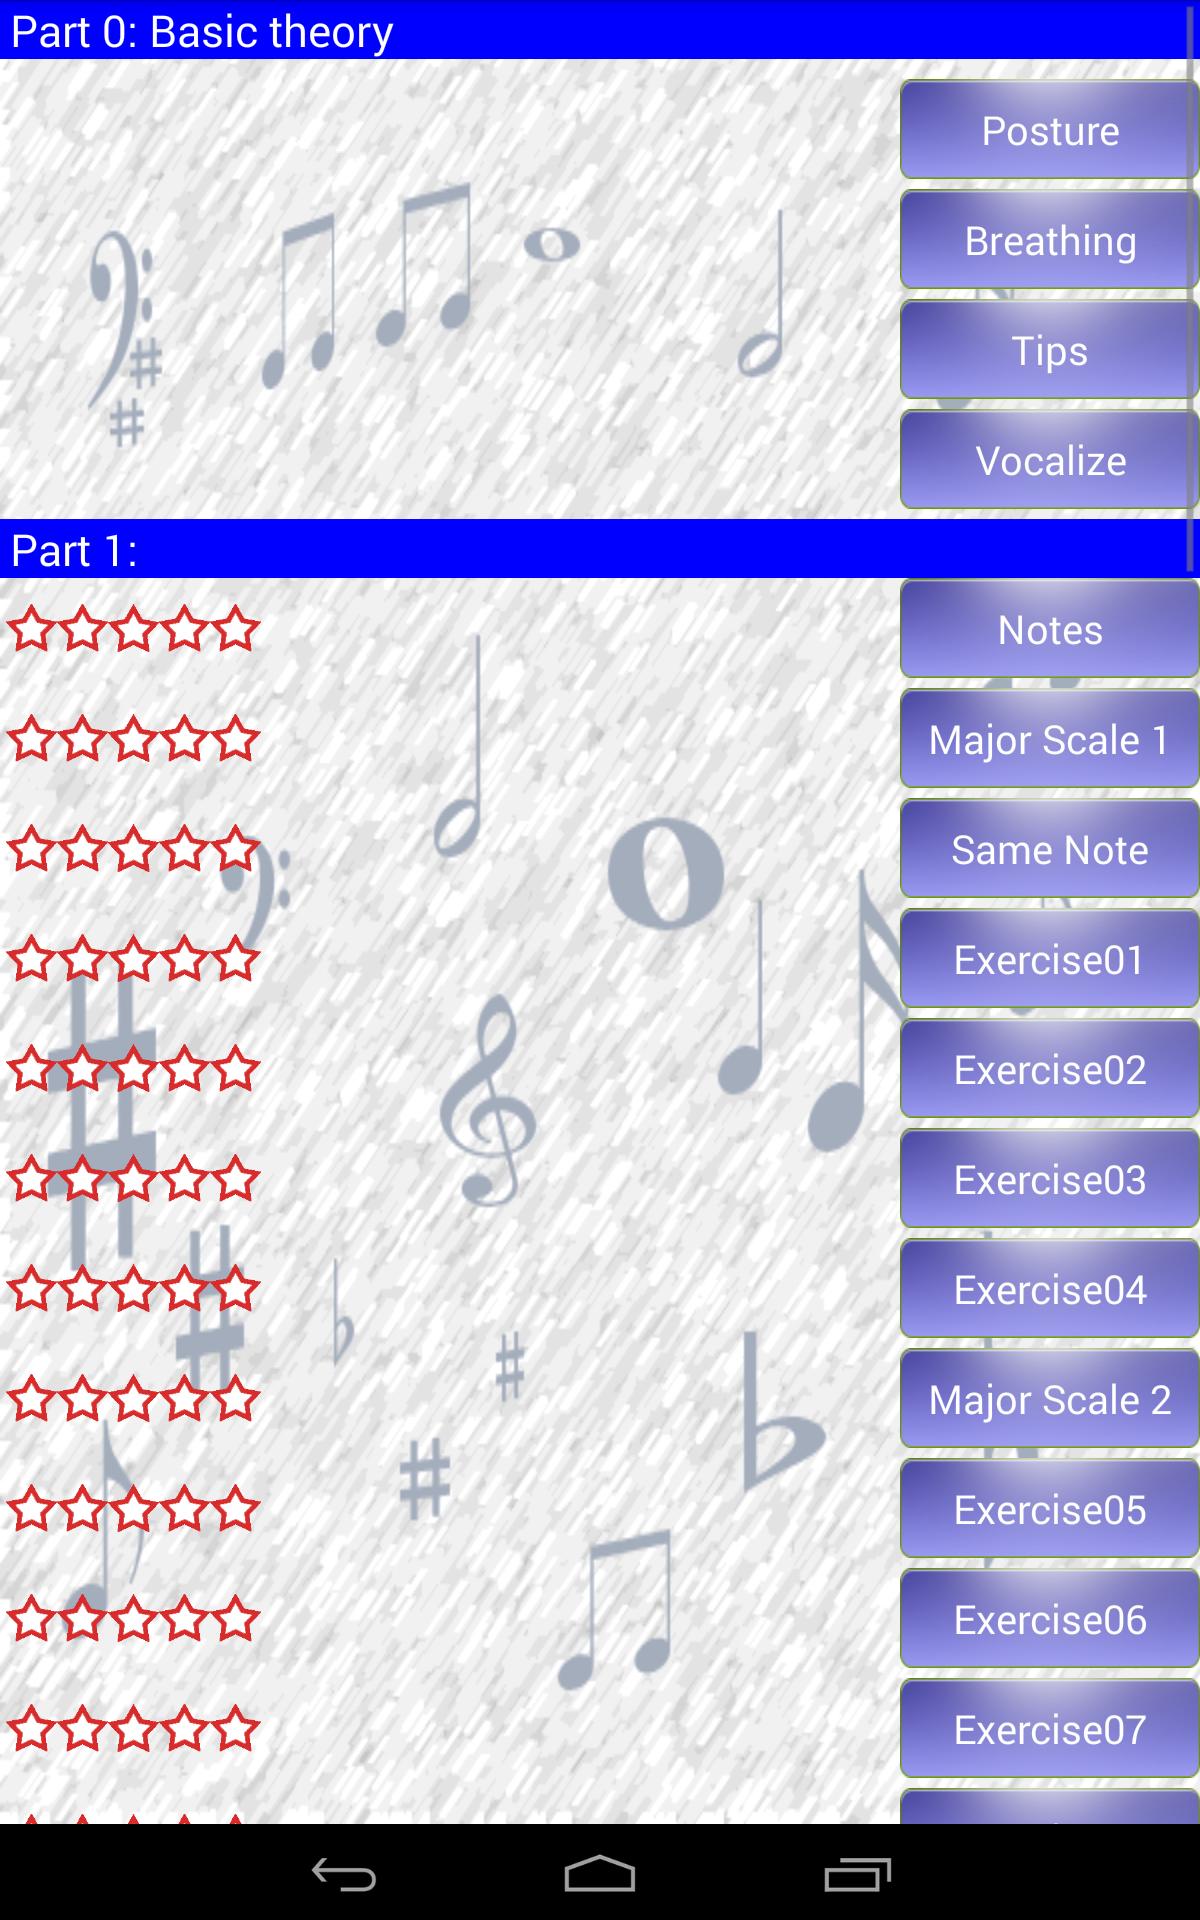 Part 0: Basic theory
Posture
Breathing
Tips
Vocalize
Part 1:
Notes
Major Scale 1
Same Note
Exercise01
Exercise02
Exercise03
Exercise04
Major Scale 2
Exercise05
Exercise06
Exercise07